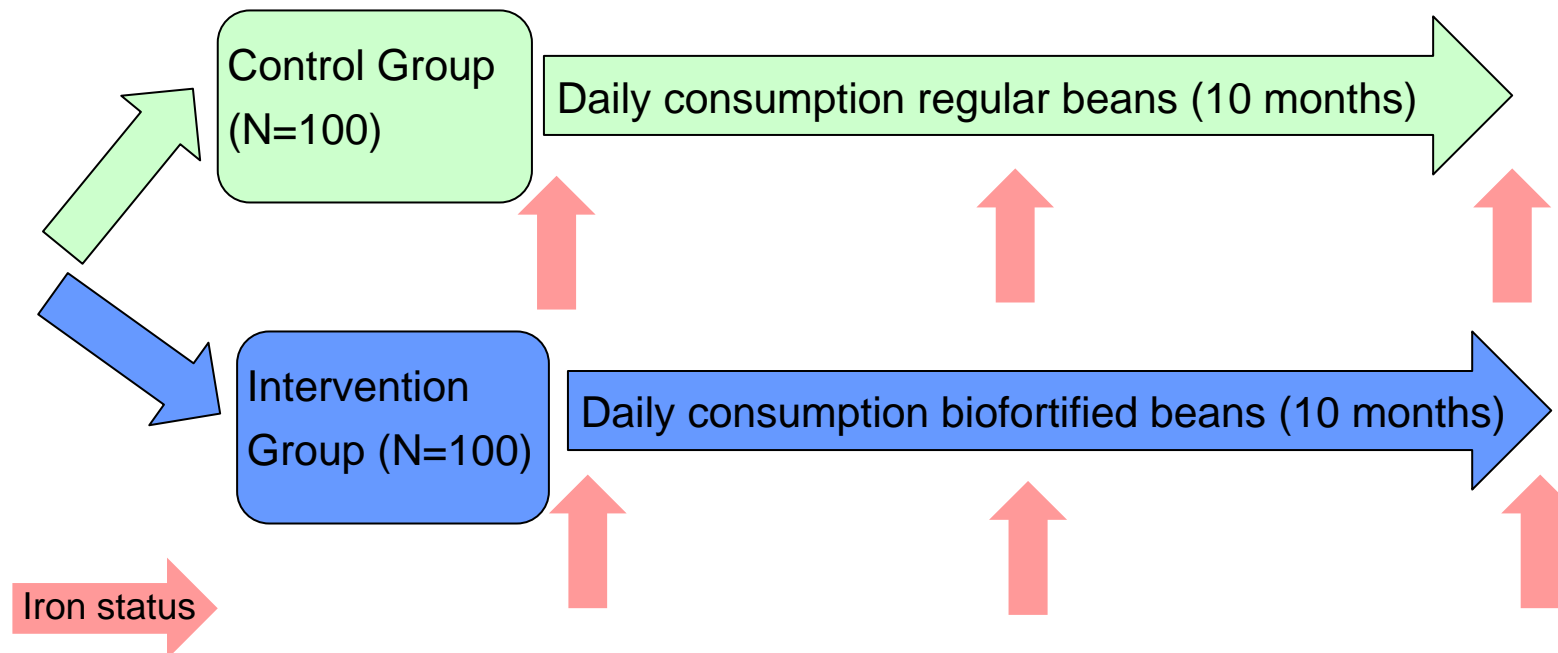 Control Group
(N=100)
Daily consumption regular beans (10 months)
Intervention
Group (N=100)
Daily consumption biofortified beans (10 months)
Iron status